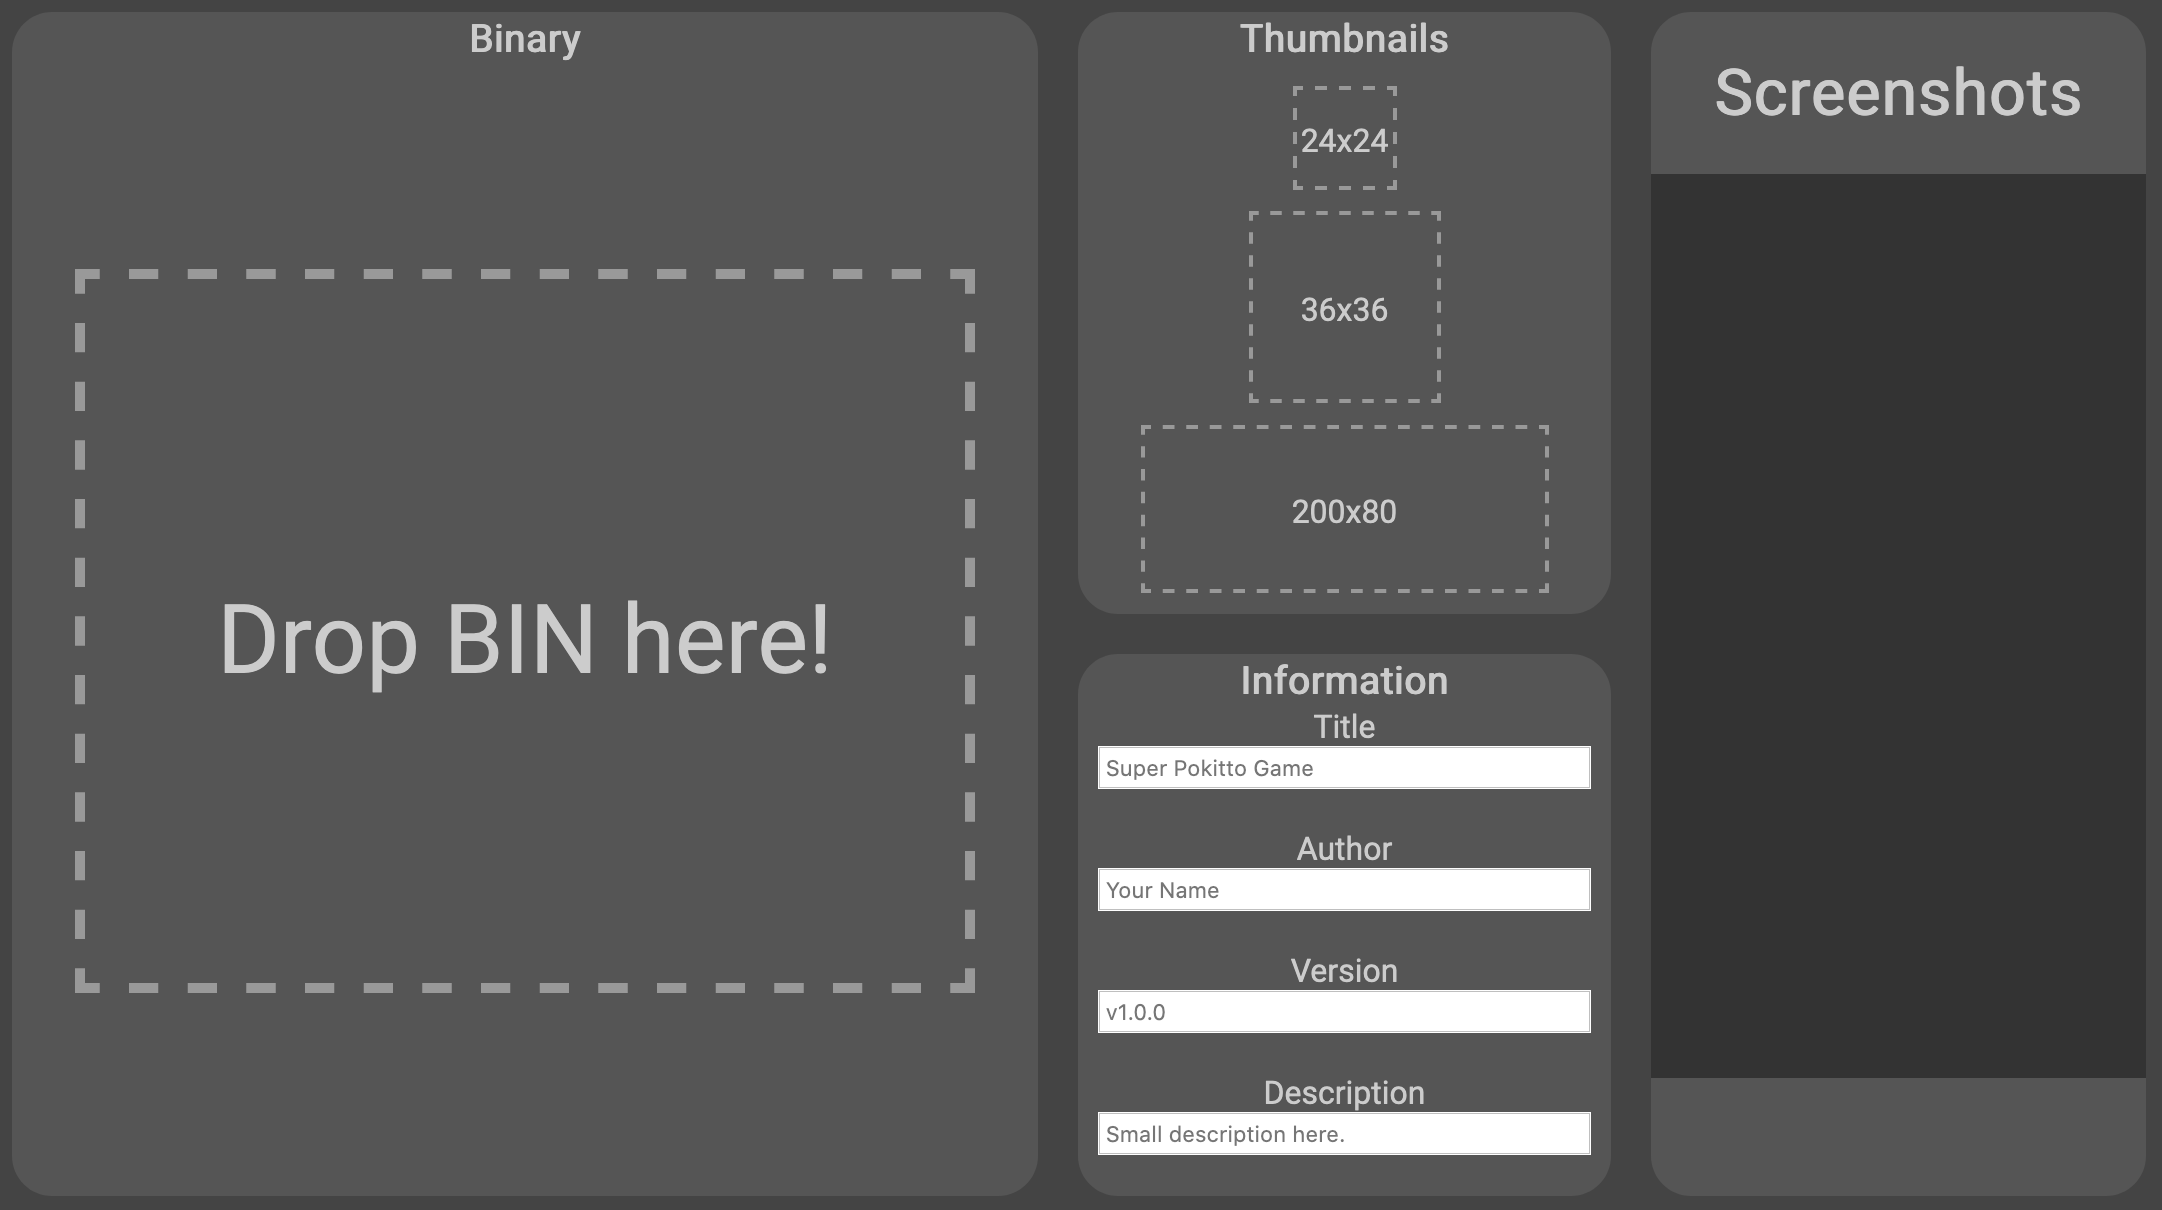 Binary
Drop BIN here!
Thumbnails
24x24
36x36
200x80
Information
Title
Super Pokitto Game
Author
Your Name
Version
v1.0.0
Description
Small description here.
Screenshots